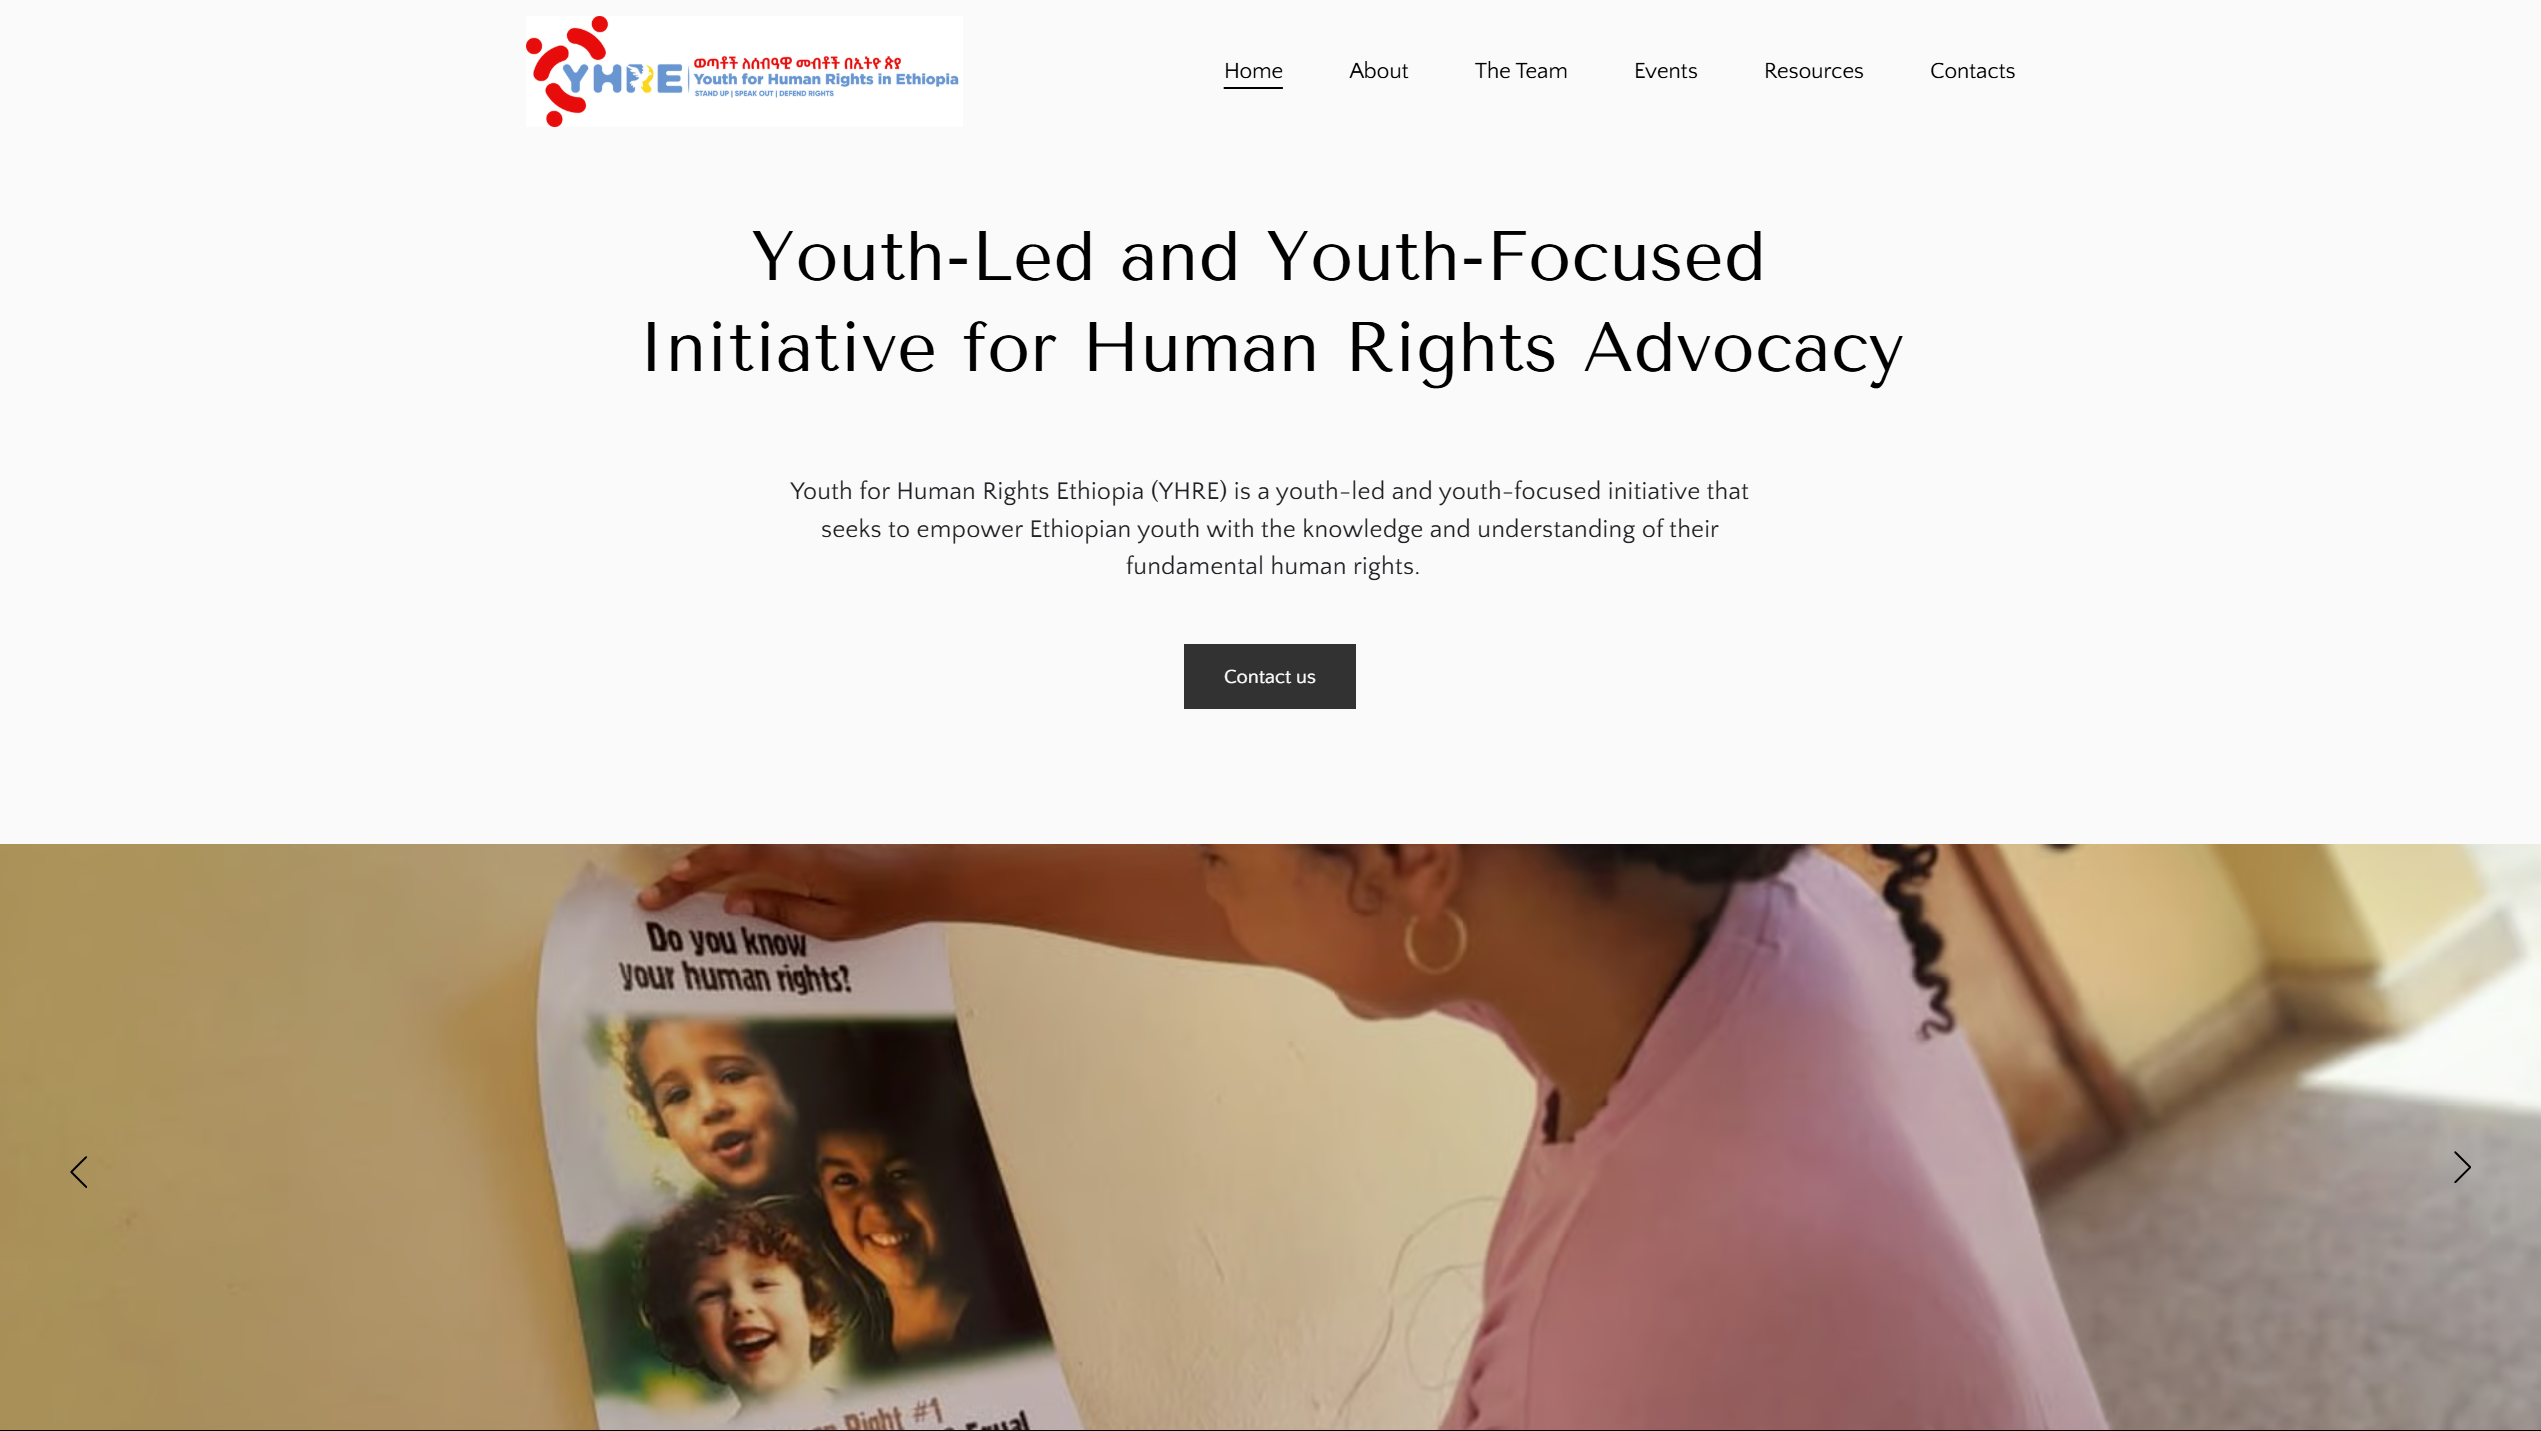 YHRE
ወጣቶች ለሰብዓዊ መብቶች በኢትዮ ጵያ
Youth for Human Rights in Ethiopia
STAND UP | SPEAK OUT | DEFEND RIGHTS
Home
About
The Team
Events
Resources
Contacts
Youth-Led and Youth-Focused
Initiative for Human Rights Advocacy
Youth for Human Rights Ethiopia (YHRE) is a youth-led and youth-focused initiative that
seeks to empower Ethiopian youth with the knowledge and understanding of their
fundamental human rights.
Contact us
Do you know
your human rights?
Right #1
Equal